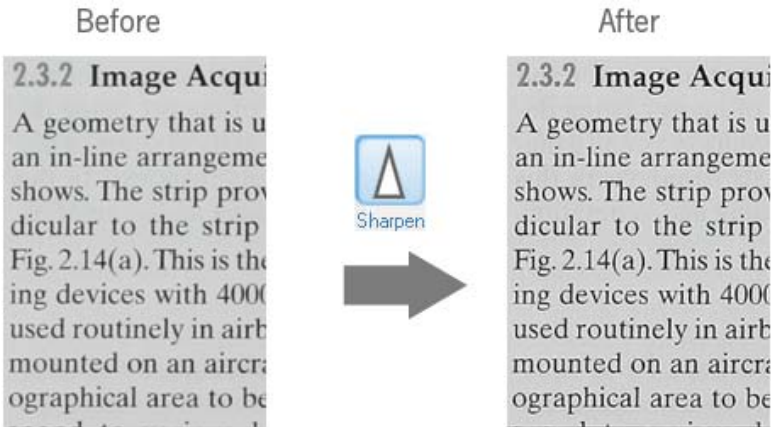 Before
2.3.2 Image Acqui
A geometry that is u
an in-line arrangeme
shows. The strip prov
dicular to the strip
Fig. 2.14(a). This is the
ing devices with 400
used routinely in airb
mounted on an aircra
ographical area to be
Sharpen
After
2.3.2 Image Acqui
A geometry that is u
an in-line arrangeme
shows. The strip prov
dicular to the strip
Fig. 2.14(a). This is the
ing devices with 400
used routinely in airb
mounted on an aircra
ographical area to be